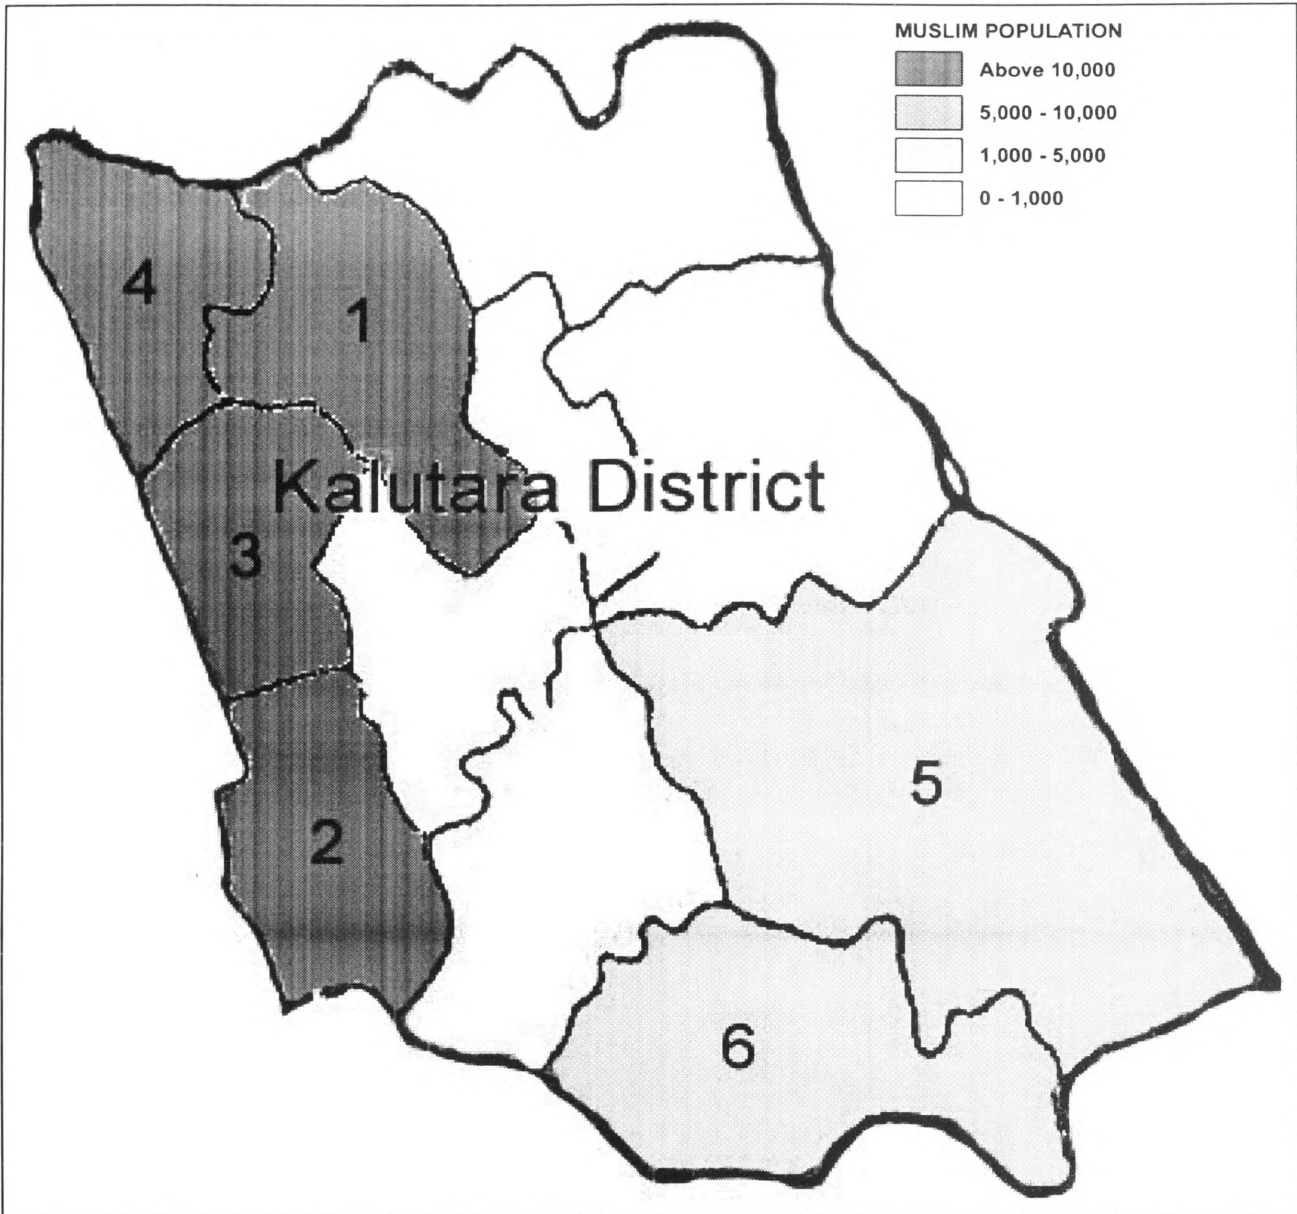 MUSLIM POPULATION
Above 10,000
5,000 - 10,000
1,000 - 5,000
0 - 1,000
4
1
Kalutara District
3
5
2
6